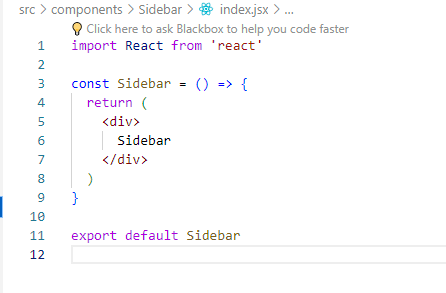 src > components > Sidebar > index.jsx > ...
Click here to ask Blackbox to help you code faster
1 import React from 'react'
2
3 const Sidebar = () => {
4   return (
5     <div>
6       Sidebar
7     </div>
8   )
9 }
10
11 export default Sidebar
12